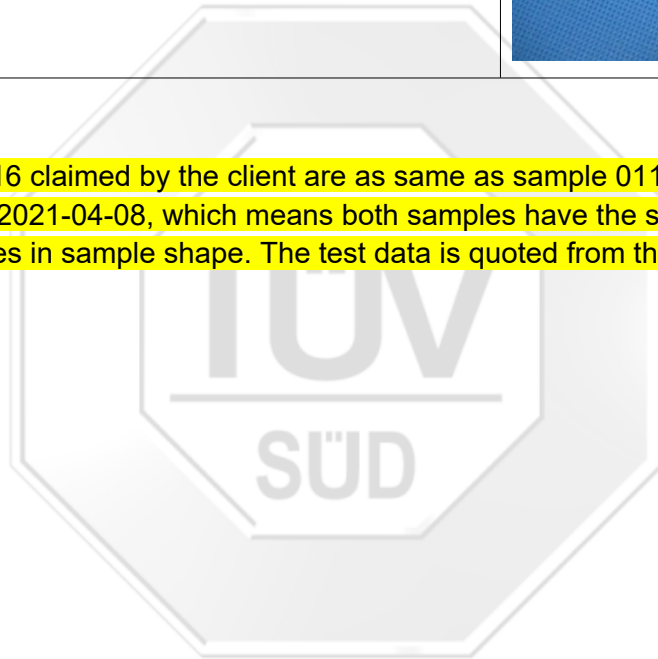 16 claimed by the client are as same as sample 011
2021-04-08, which means both samples have the s
es in sample shape. The test data is quoted from th
TÜV
SÜD